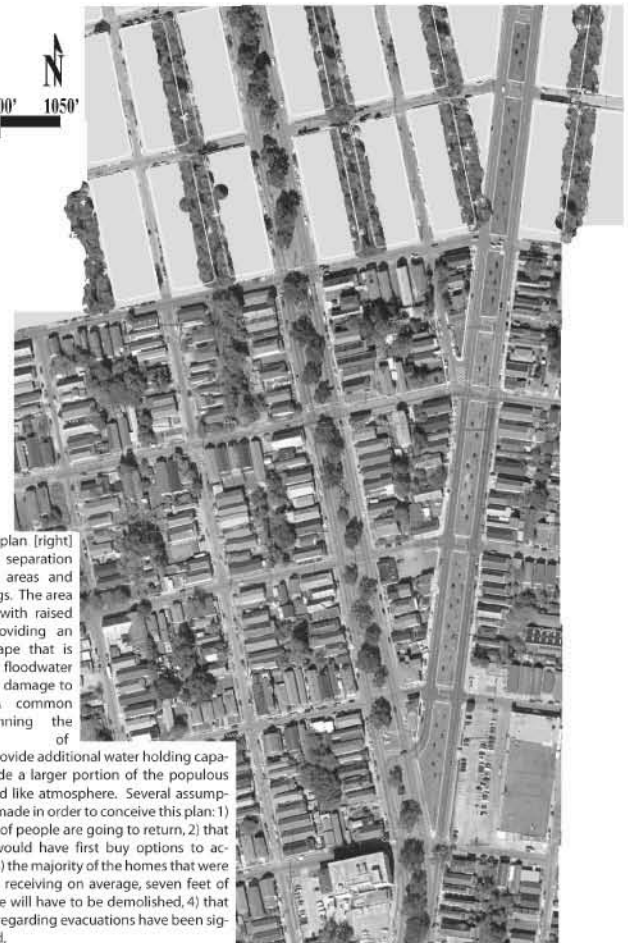 N
00' 1050'
plan [right]
separation
areas and
gs. The area
with raised
oviding an
ape that is
floodwater
damage to
common
nning the
of
ovide additional water holding capa-
de a larger portion of the populous
d like atmosphere. Several assump-
made in order to conceive this plan: 1)
of people are going to return, 2) that
would have first buy options to ac-
) the majority of the homes that were
receiving on average, seven feet of
e will have to be demolished, 4) that
regarding evacuations have been sig-
d.